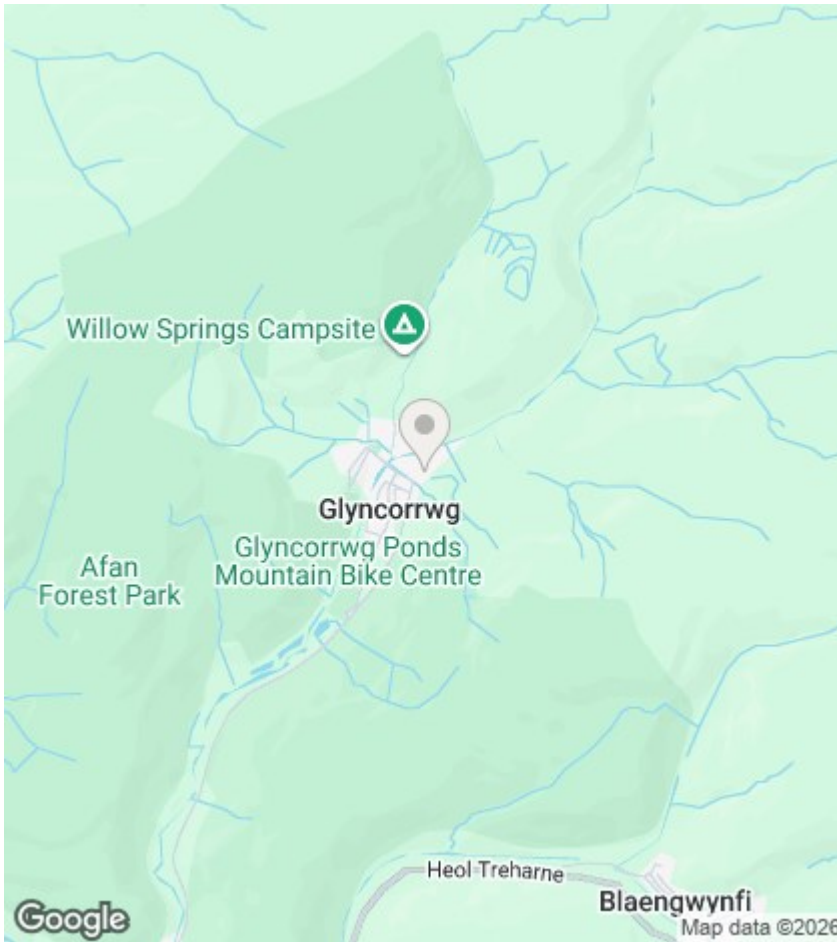 Willow Springs Campsite
Glyncorrwg
Glyncorrwg Ponds
Mountain Bike Centre
Afan
Forest Park
Heol Treharne
Blaengwynfi
Google
Map data ©2026